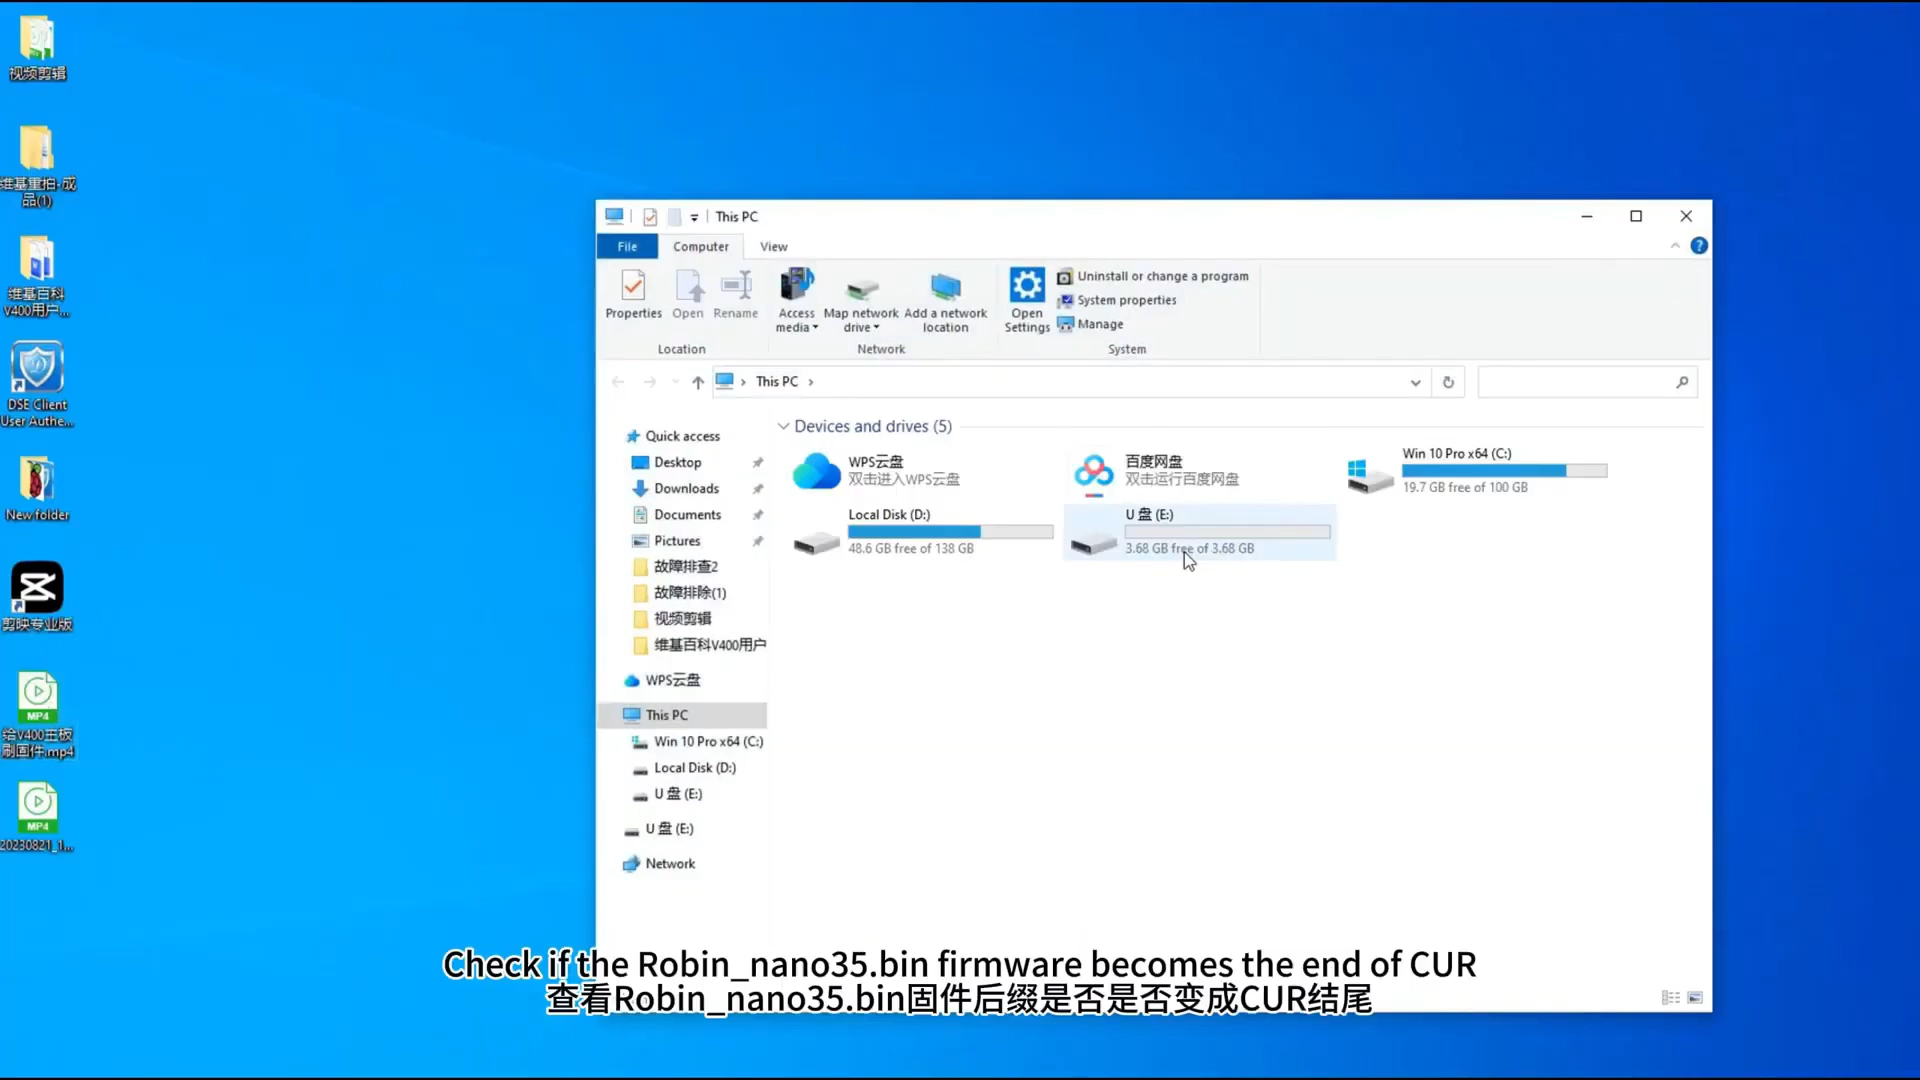 视频剪辑
维基重拍-成
品(1)
维基百科
V400用户...
DSE Client
User Authe...
New folder
剪映专业版
MP4
给V400主板
刷固件.mp4
MP4
20230821_1...
This PC
File
Computer
View
Properties
Open
Rename
Location
Access
media
Map network
drive
Add a network
location
Network
Open
Settings
Uninstall or change a program
System properties
Manage
System
This PC
Quick access
Desktop
Downloads
Documents
Pictures
故障排查2
故障排除(1)
视频剪辑
维基百科V400用户
WPS云盘
This PC
Win 10 Pro x64 (C:)
Local Disk (D:)
U 盘 (E:)
U 盘 (E:)
Network
Devices and drives (5)
WPS云盘
双击进入WPS云盘
百度网盘
双击运行百度网盘
Win 10 Pro x64 (C:)
19.7 GB free of 100 GB
Local Disk (D:)
48.6 GB free of 138 GB
U 盘 (E:)
3.68 GB free of 3.68 GB
Check if the Robin_nano35.bin firmware becomes the end of CUR
查看Robin_nano35.bin固件后缀是否是否变成CUR结尾